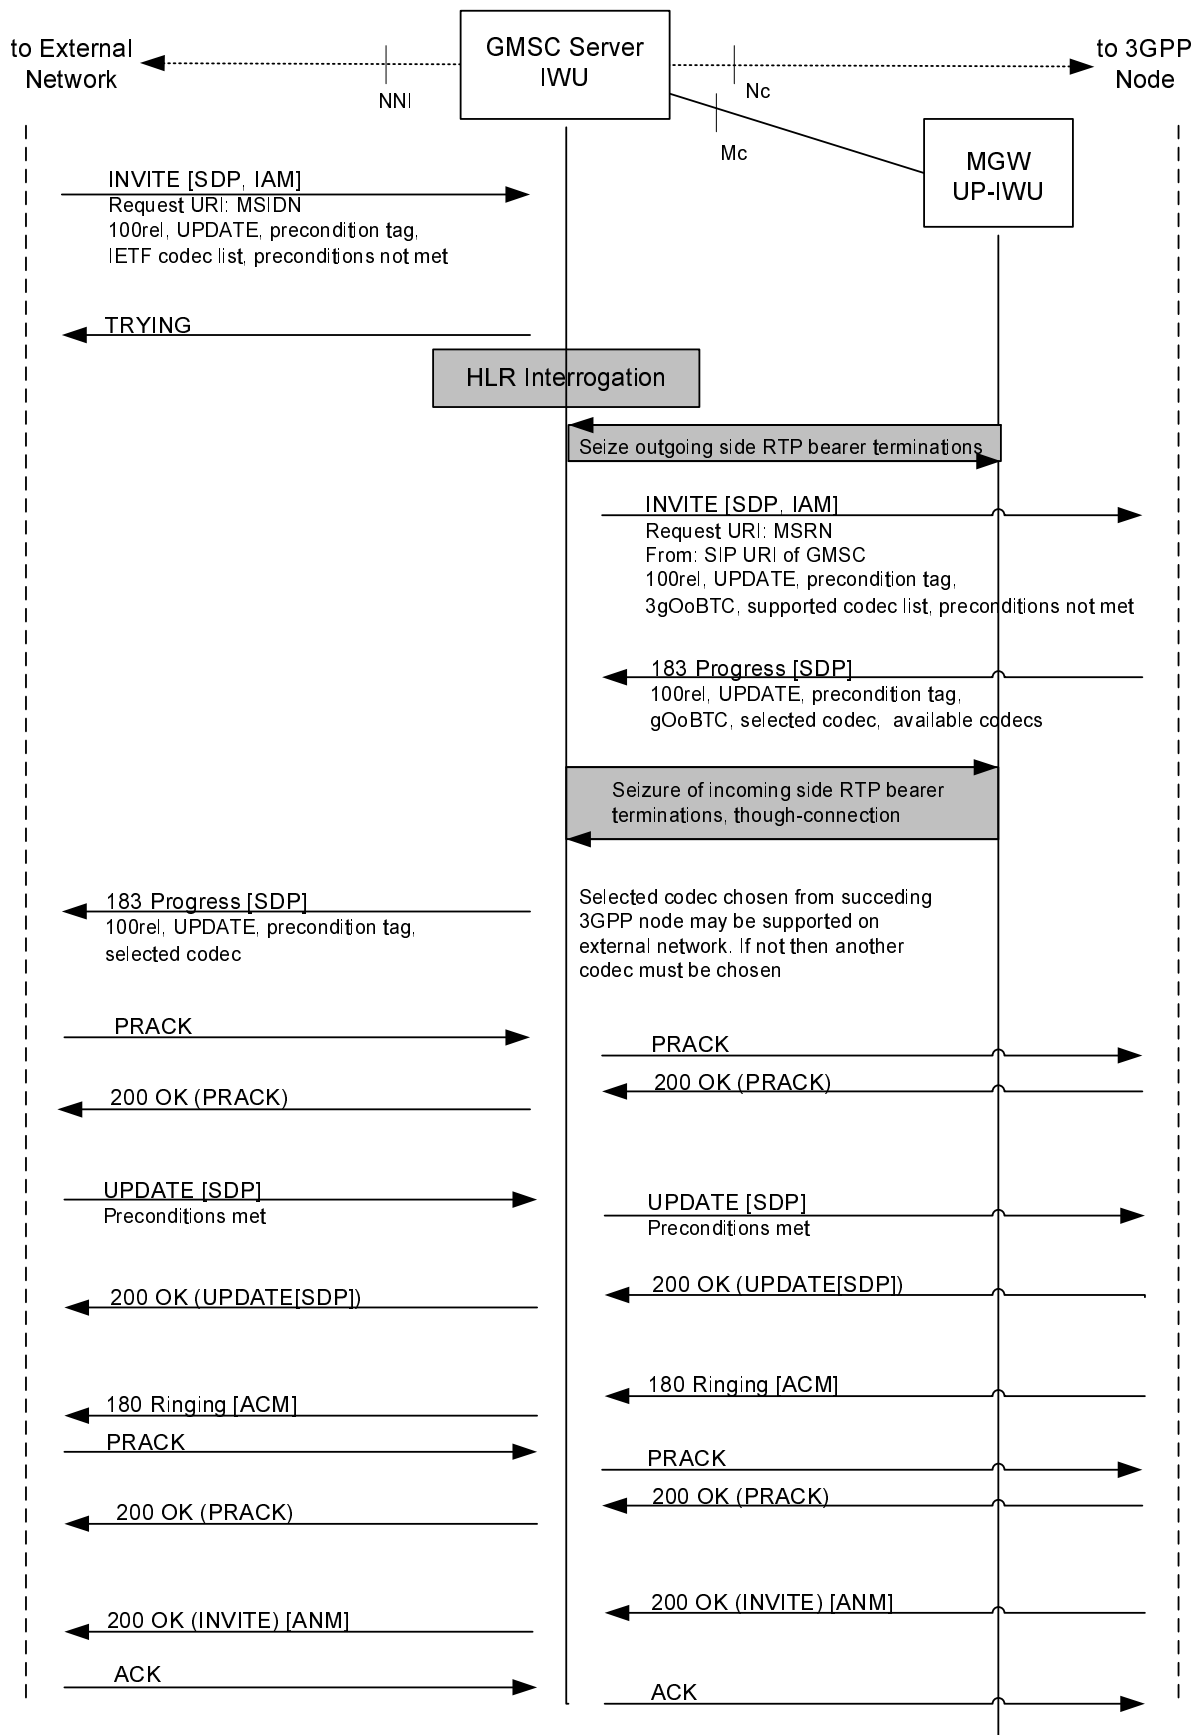 to External
Network
GMSC Server
IWU
to 3GPP
Node
NNI
Nc
Mc
MGW
UP-IWU
INVITE [SDP, IAM]
Request URI: MSIDN
100rel, UPDATE, precondition tag,
IETF codec list, preconditions not met
TRYING
HLR Interrogation
Seize outgoing side RTP bearer terminations
INVITE [SDP, IAM]
Request URI: MSRN
From: SIP URI of GMSC
100rel, UPDATE, precondition tag,
3gOoBTC, supported codec list, preconditions not met
183 Progress [SDP]
100rel, UPDATE, precondition tag,
gOoBTC, selected codec, available codecs
Seizure of incoming side RTP bearer
terminations, though-connection
183 Progress [SDP]
100rel, UPDATE, precondition tag,
selected codec
Selected codec chosen from succeding
3GPP node may be supported on
external network. If not then another
codec must be chosen
PRACK
PRACK
200 OK (PRACK)
200 OK (PRACK)
UPDATE [SDP]
Preconditions met
UPDATE [SDP]
Preconditions met
200 OK (UPDATE[SDP])
200 OK (UPDATE[SDP])
180 Ringing [ACM]
180 Ringing [ACM]
PRACK
PRACK
200 OK (PRACK)
200 OK (PRACK)
200 OK (INVITE) [ANM]
200 OK (INVITE) [ANM]
ACK
ACK